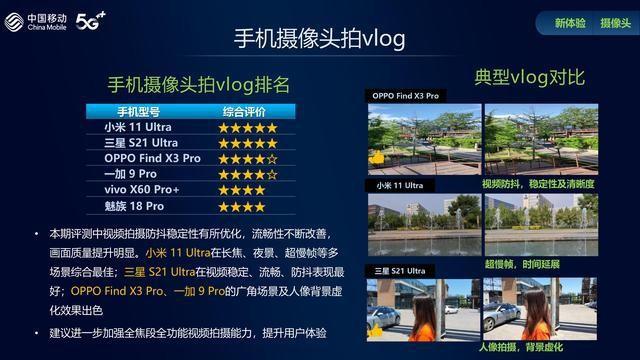 中国移动
China Mobile
5G++
新体验
摄像头
手机摄像头拍vlog
手机摄像头拍vlog排名
手机型号 综合评价
小米 11 Ultra ★★★★★
三星 S21 Ultra ★★★★★
OPPO Find X3 Pro ★★★★☆
一加 9 Pro ★★★★☆
vivo X60 Pro+ ★★★★
魅族 18 Pro ★★★★
• 本期评测中视频拍摄防抖稳定性有所优化，流畅性不断改善，
画面质量提升明显。小米 11 Ultra在长焦、夜景、超慢帧等多
场景综合最佳；三星 S21 Ultra在视频稳定、流畅、防抖表现最
好；OPPO Find X3 Pro、一加 9 Pro的广角场景及人像背景虚
化效果出色
• 建议进一步加强全焦段全功能视频拍摄能力，提升用户体验
典型vlog对比
OPPO Find X3 Pro
视频防抖，稳定性及清晰度
小米 11 Ultra
超慢帧，时间延展
三星 S21 Ultra
人像拍摄，背景虚化